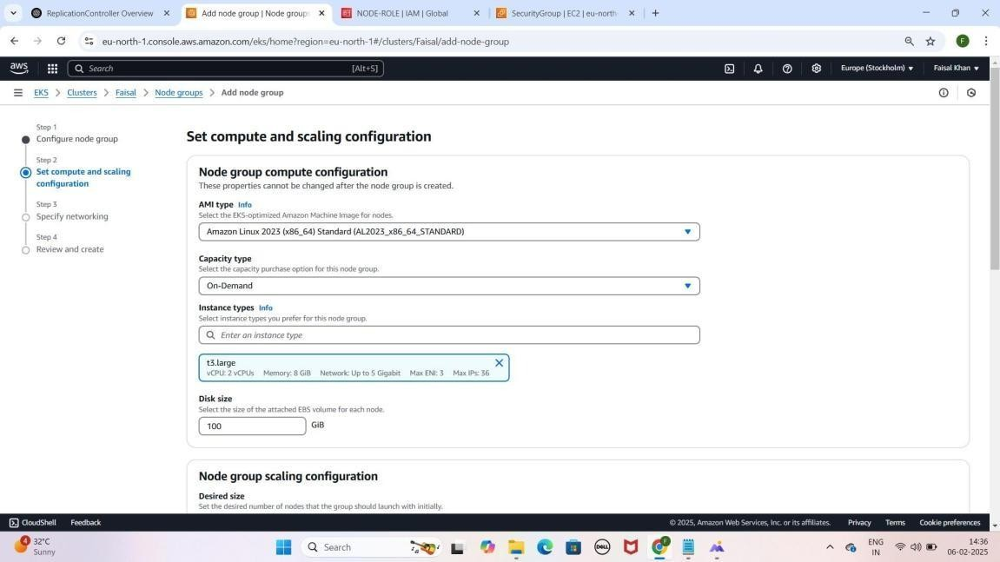 ReplicationController Overview
Add node group | Node groups
NODE-ROLE | IAM | Global
SecurityGroup | EC2 | eu-north-
eu-north-1.console.aws.amazon.com/eks/home?region=eu-north-1#/clusters/Faisal/add-node-group
F
aws
Search
[Alt+S]
Europe (Stockholm)
Faisal Khan
EKS
Clusters
Faisal
Node groups
Add node group
Step 1
Configure node group
Step 2
Set compute and scaling
configuration
Step 3
Specify networking
Step 4
Review and create
Set compute and scaling configuration
Node group compute configuration
These properties cannot be changed after the node group is created.
AMI type Info
Select the EKS-optimized Amazon Machine Image for nodes.
Amazon Linux 2023 (x86_64) Standard (AL2023_x86_64_STANDARD)
Capacity type
Select the capacity purchase option for this node group.
On-Demand
Instance types Info
Select instance types you prefer for this node group.
Enter an instance type
t3.large
vCPU: 2 vCPUs Memory: 8 GiB Network: Up to 5 Gigabit Max ENI: 3 Max IPs: 36
Disk size
Select the size of the attached EBS volume for each node.
100 GiB
Node group scaling configuration
Desired size
Set the desired number of nodes that the group should launch with initially.
CloudShell Feedback
© 2025, Amazon Web Services, Inc. or its affiliates. Privacy Terms Cookie preferences
4
32°C
Sunny
Search
DELL
F
ENG
IN
14:36
06-02-2025